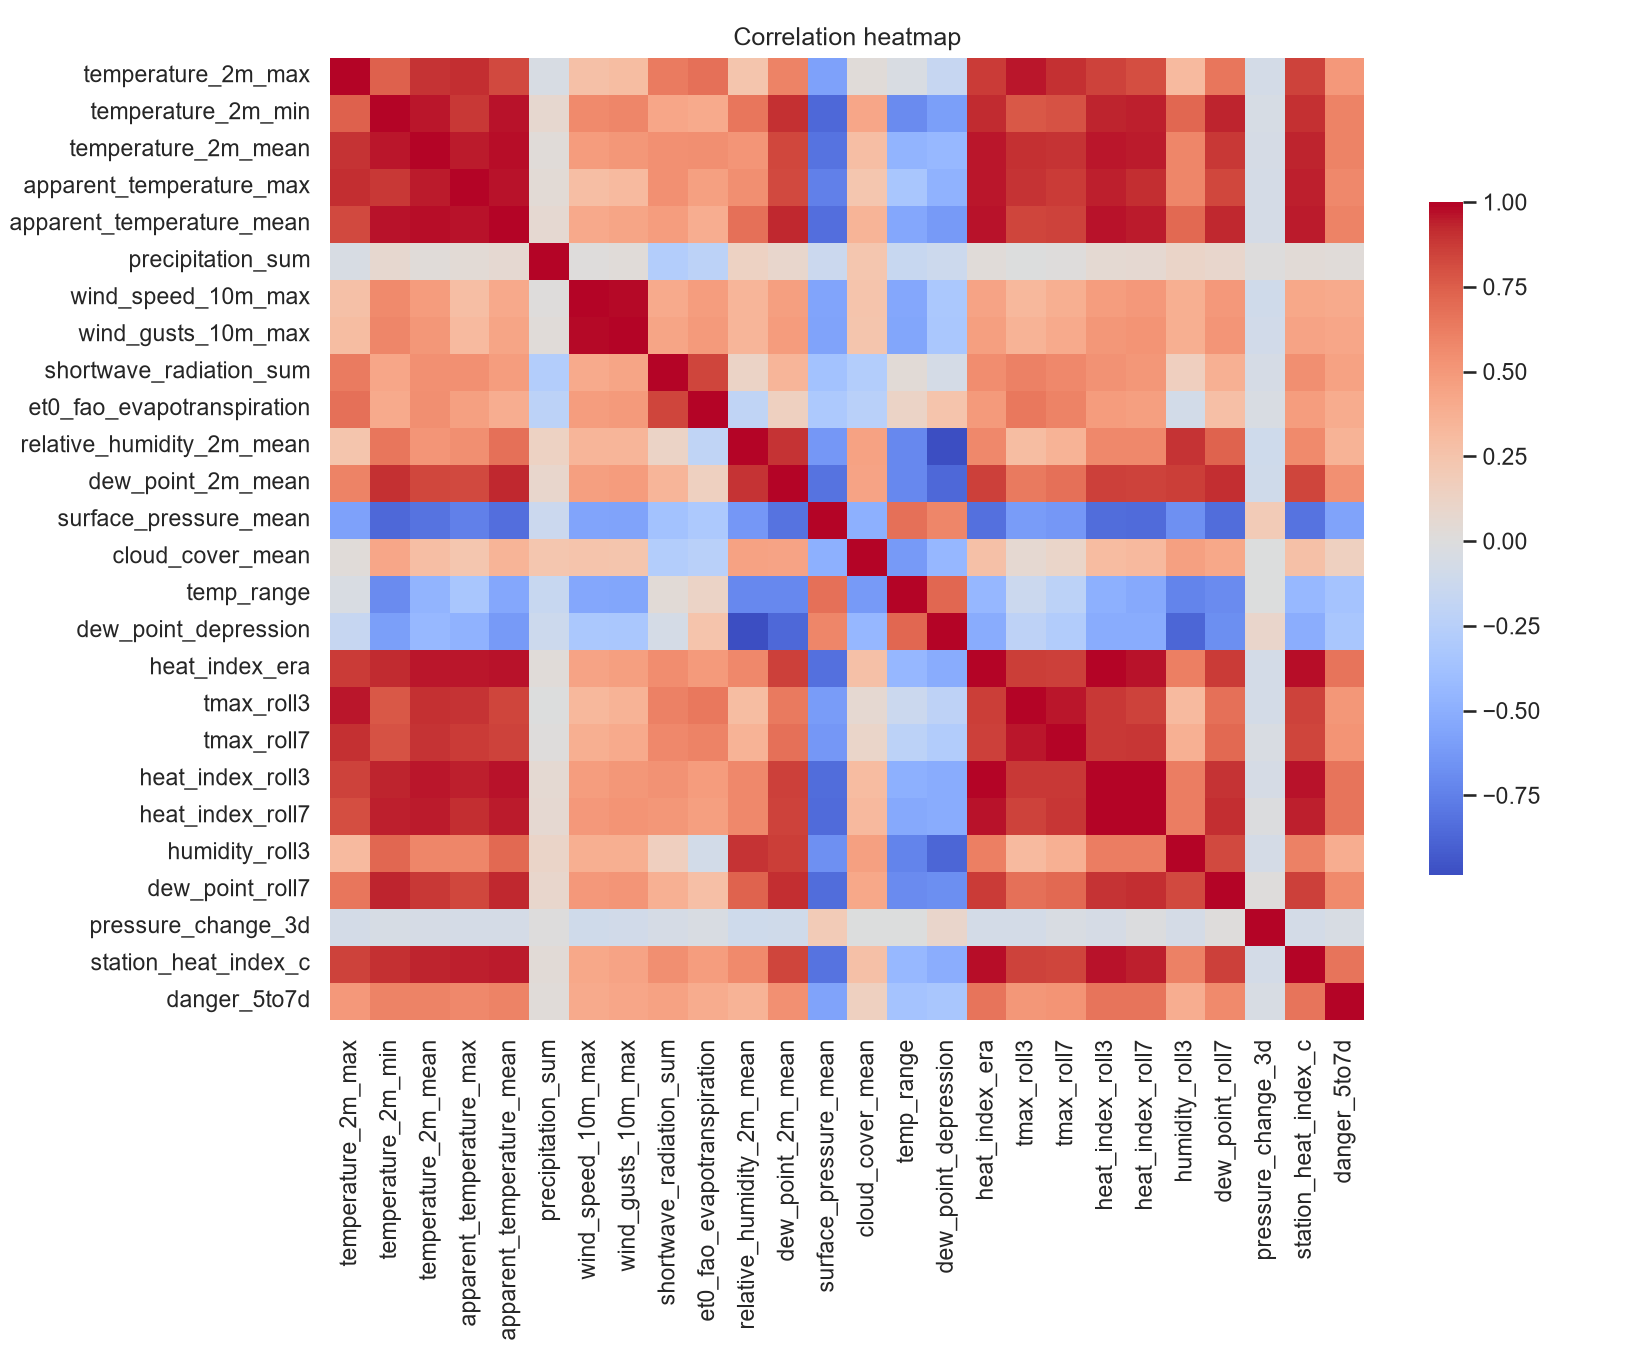 Correlation heatmap
temperature_2m_max
temperature_2m_min
temperature_2m_mean
apparent_temperature_max
apparent_temperature_mean
precipitation_sum
wind_speed_10m_max
wind_gusts_10m_max
shortwave_radiation_sum
et0_fao_evapotranspiration
relative_humidity_2m_mean
dew_point_2m_mean
surface_pressure_mean
cloud_cover_mean
temp_range
dew_point_depression
heat_index_era
tmax_roll3
tmax_roll7
heat_index_roll3
heat_index_roll7
humidity_roll3
dew_point_roll7
pressure_change_3d
station_heat_index_c
danger_5to7d
temperature_2m_max
temperature_2m_min
temperature_2m_mean
apparent_temperature_max
apparent_temperature_mean
precipitation_sum
wind_speed_10m_max
wind_gusts_10m_max
shortwave_radiation_sum
et0_fao_evapotranspiration
relative_humidity_2m_mean
dew_point_2m_mean
surface_pressure_mean
cloud_cover_mean
temp_range
dew_point_depression
heat_index_era
tmax_roll3
tmax_roll7
heat_index_roll3
heat_index_roll7
humidity_roll3
dew_point_roll7
pressure_change_3d
station_heat_index_c
danger_5to7d
1.00
0.75
0.50
0.25
0.00
−0.25
−0.50
−0.75